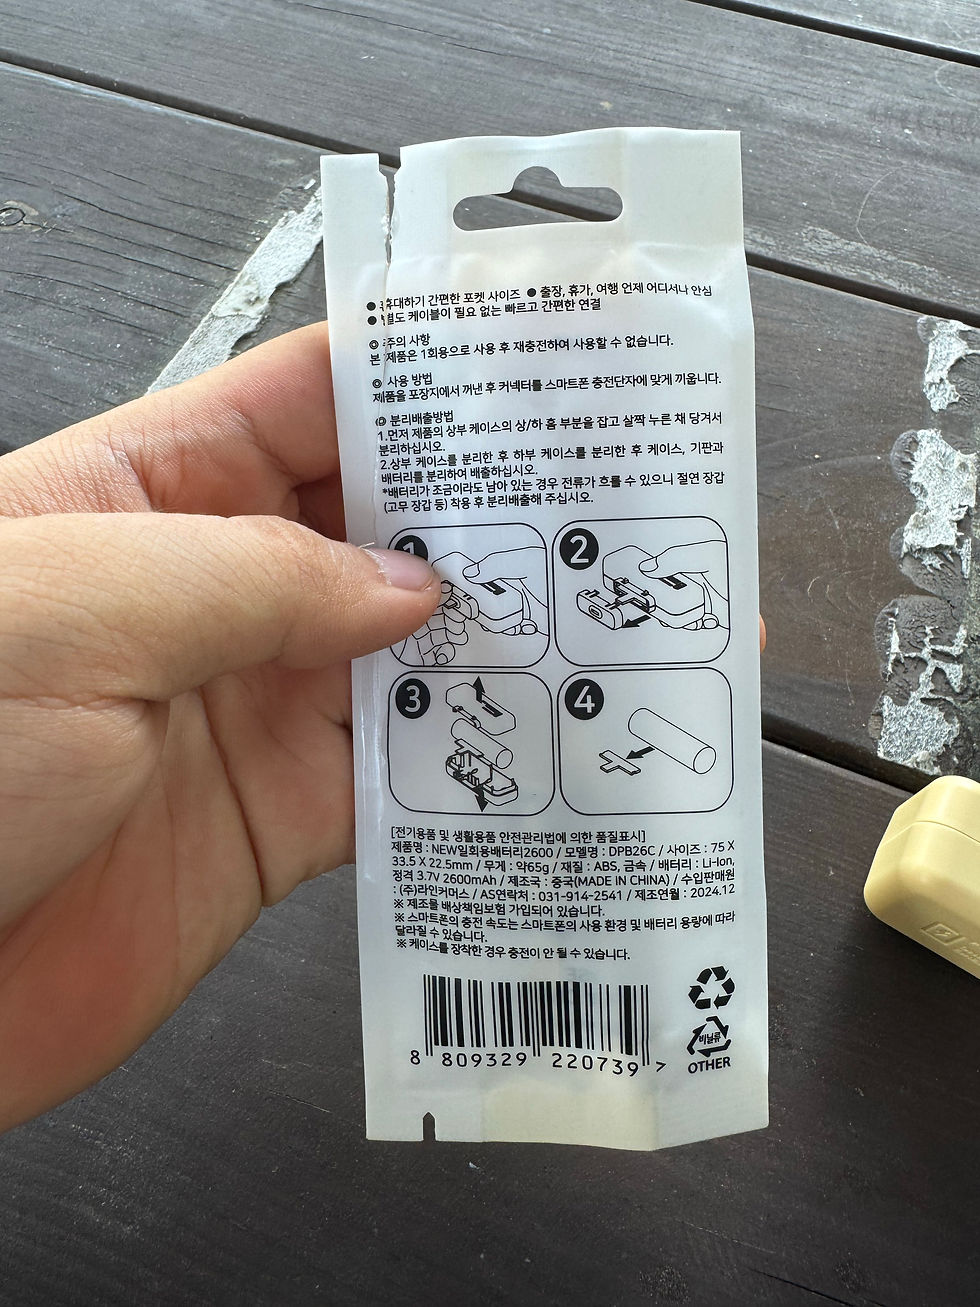 ● 휴대하기 간편한 포켓 사이즈 ● 출장, 휴가, 여행 언제 어디서나 안심
● 별도 케이블이 필요 없는 빠르고 간편한 연결
◎ 주의 사항
본 제품은 1회용으로 사용 후 재충전하여 사용할 수 없습니다.
◎ 사용 방법
제품을 포장지에서 꺼낸 후 커넥터를 스마트폰 충전단자에 맞게 끼웁니다.
◎ 분리배출방법
1.먼저 제품의 상부 케이스의 상/하 홈 부분을 잡고 살짝 누른 채 당겨서
분리하십시오.
2.상부 케이스를 분리한 후 하부 케이스를 분리한 후 케이스, 기판과
배터리를 분리하여 배출하십시오.
*배터리가 조금이라도 남아 있는 경우 전류가 흐를 수 있으니 절연 장갑
(고무 장갑 등) 착용 후 분리배출해 주십시오.
1
2
3
4
[전기용품 및 생활용품 안전관리법에 의한 품질표시]
제품명 : NEW일회용배터리2600 / 모델명 : DPB26C / 사이즈 : 75 X
33.5 X 22.5mm / 무게 : 약65g / 재질 : ABS, 금속 / 배터리 : Li-Ion,
정격 3.7V 2600mAh / 제조국 : 중국(MADE IN CHINA) / 수입판매원
: (주)라인커머스 / AS연락처 : 031-914-2541 / 제조연월 : 2024.12
※ 제조물 배상책임보험 가입되어 있습니다.
※ 스마트폰의 충전 속도는 스마트폰의 사용 환경 및 배터리 용량에 따라
달라질 수 있습니다.
※ 케이스를 장착한 경우 충전이 안 될 수 있습니다.
8 809329 220739 >
비닐류
OTHER